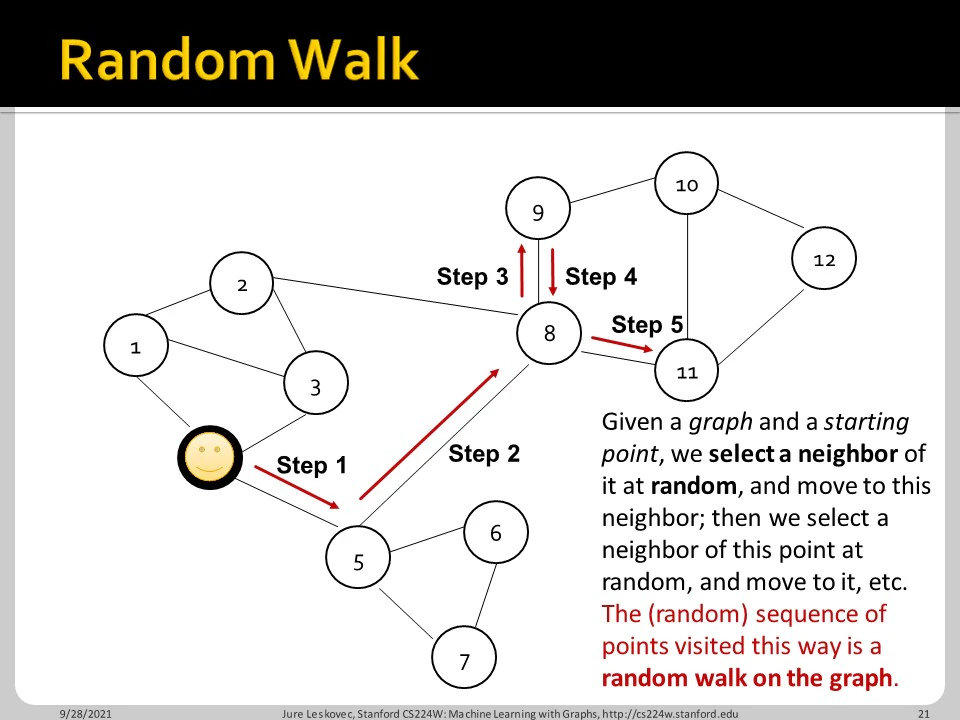 Random Walk
10
9
12
Step 3
Step 4
2
Step 5
8
1
11
3
Given a graph and a starting
point, we select a neighbor of
it at random, and move to this
neighbor; then we select a
neighbor of this point at
random, and move to it, etc.
The (random) sequence of
points visited this way is a
random walk on the graph.
Step 1
Step 2
6
5
7
9/28/2021
Jure Leskovec, Stanford CS224W: Machine Learning with Graphs, http://cs224w.stanford.edu
21